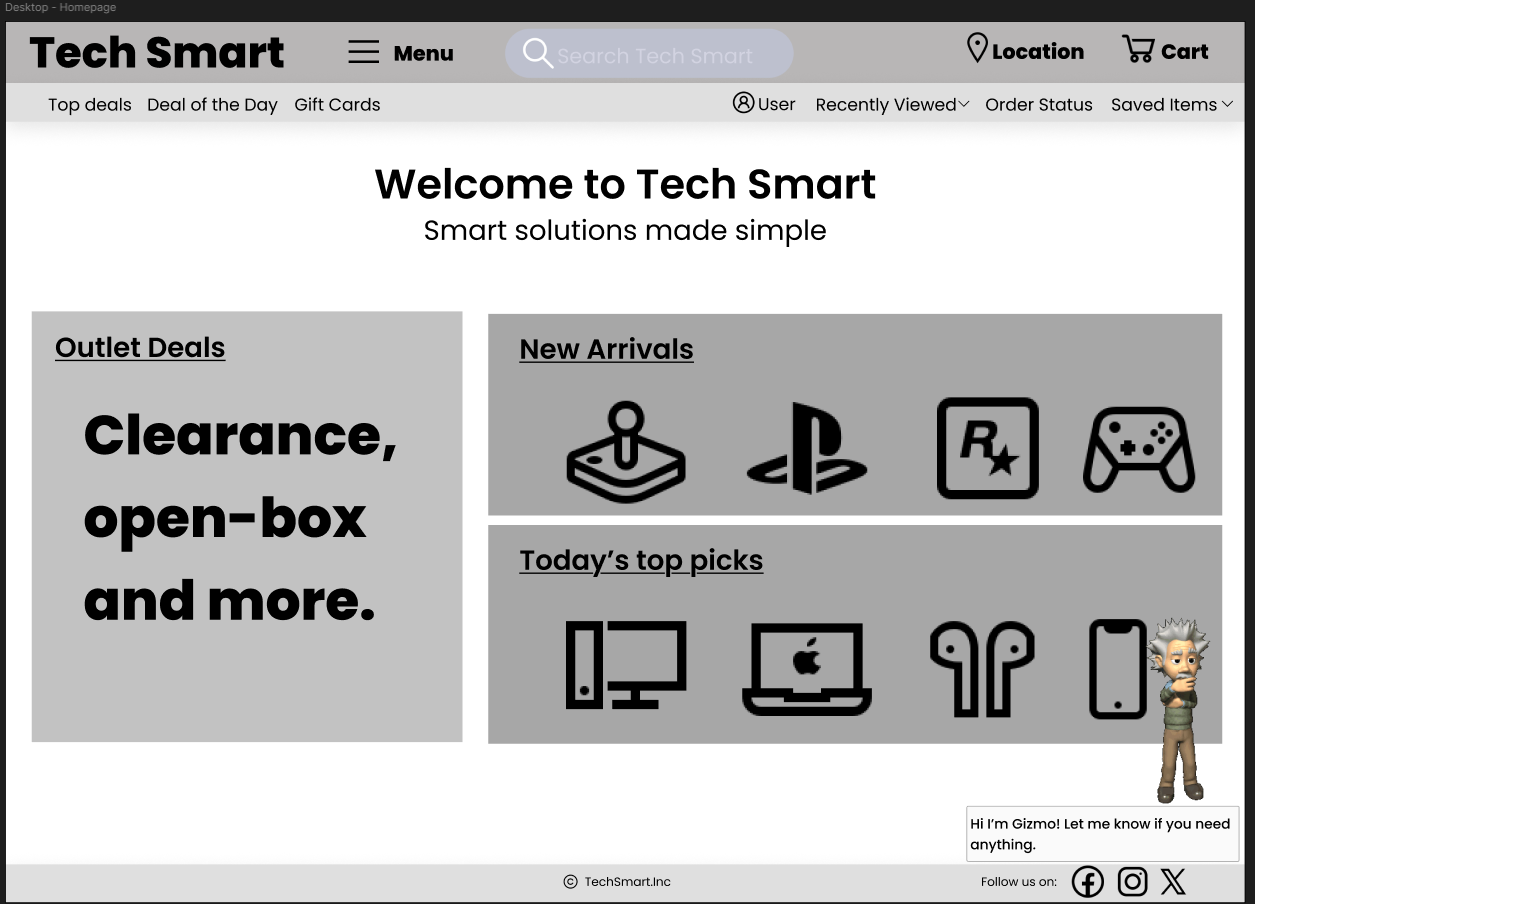 Desktop - Homepage
Tech Smart
Menu
Search Tech Smart
Location
Cart
Top deals
Deal of the Day
Gift Cards
User
Recently Viewed
Order Status
Saved Items
Welcome to Tech Smart
Smart solutions made simple
Outlet Deals
Clearance,
open-box
and more.
New Arrivals
R
Today’s top picks
Hi I’m Gizmo! Let me know if you need
anything.
© TechSmart.Inc
Follow us on: